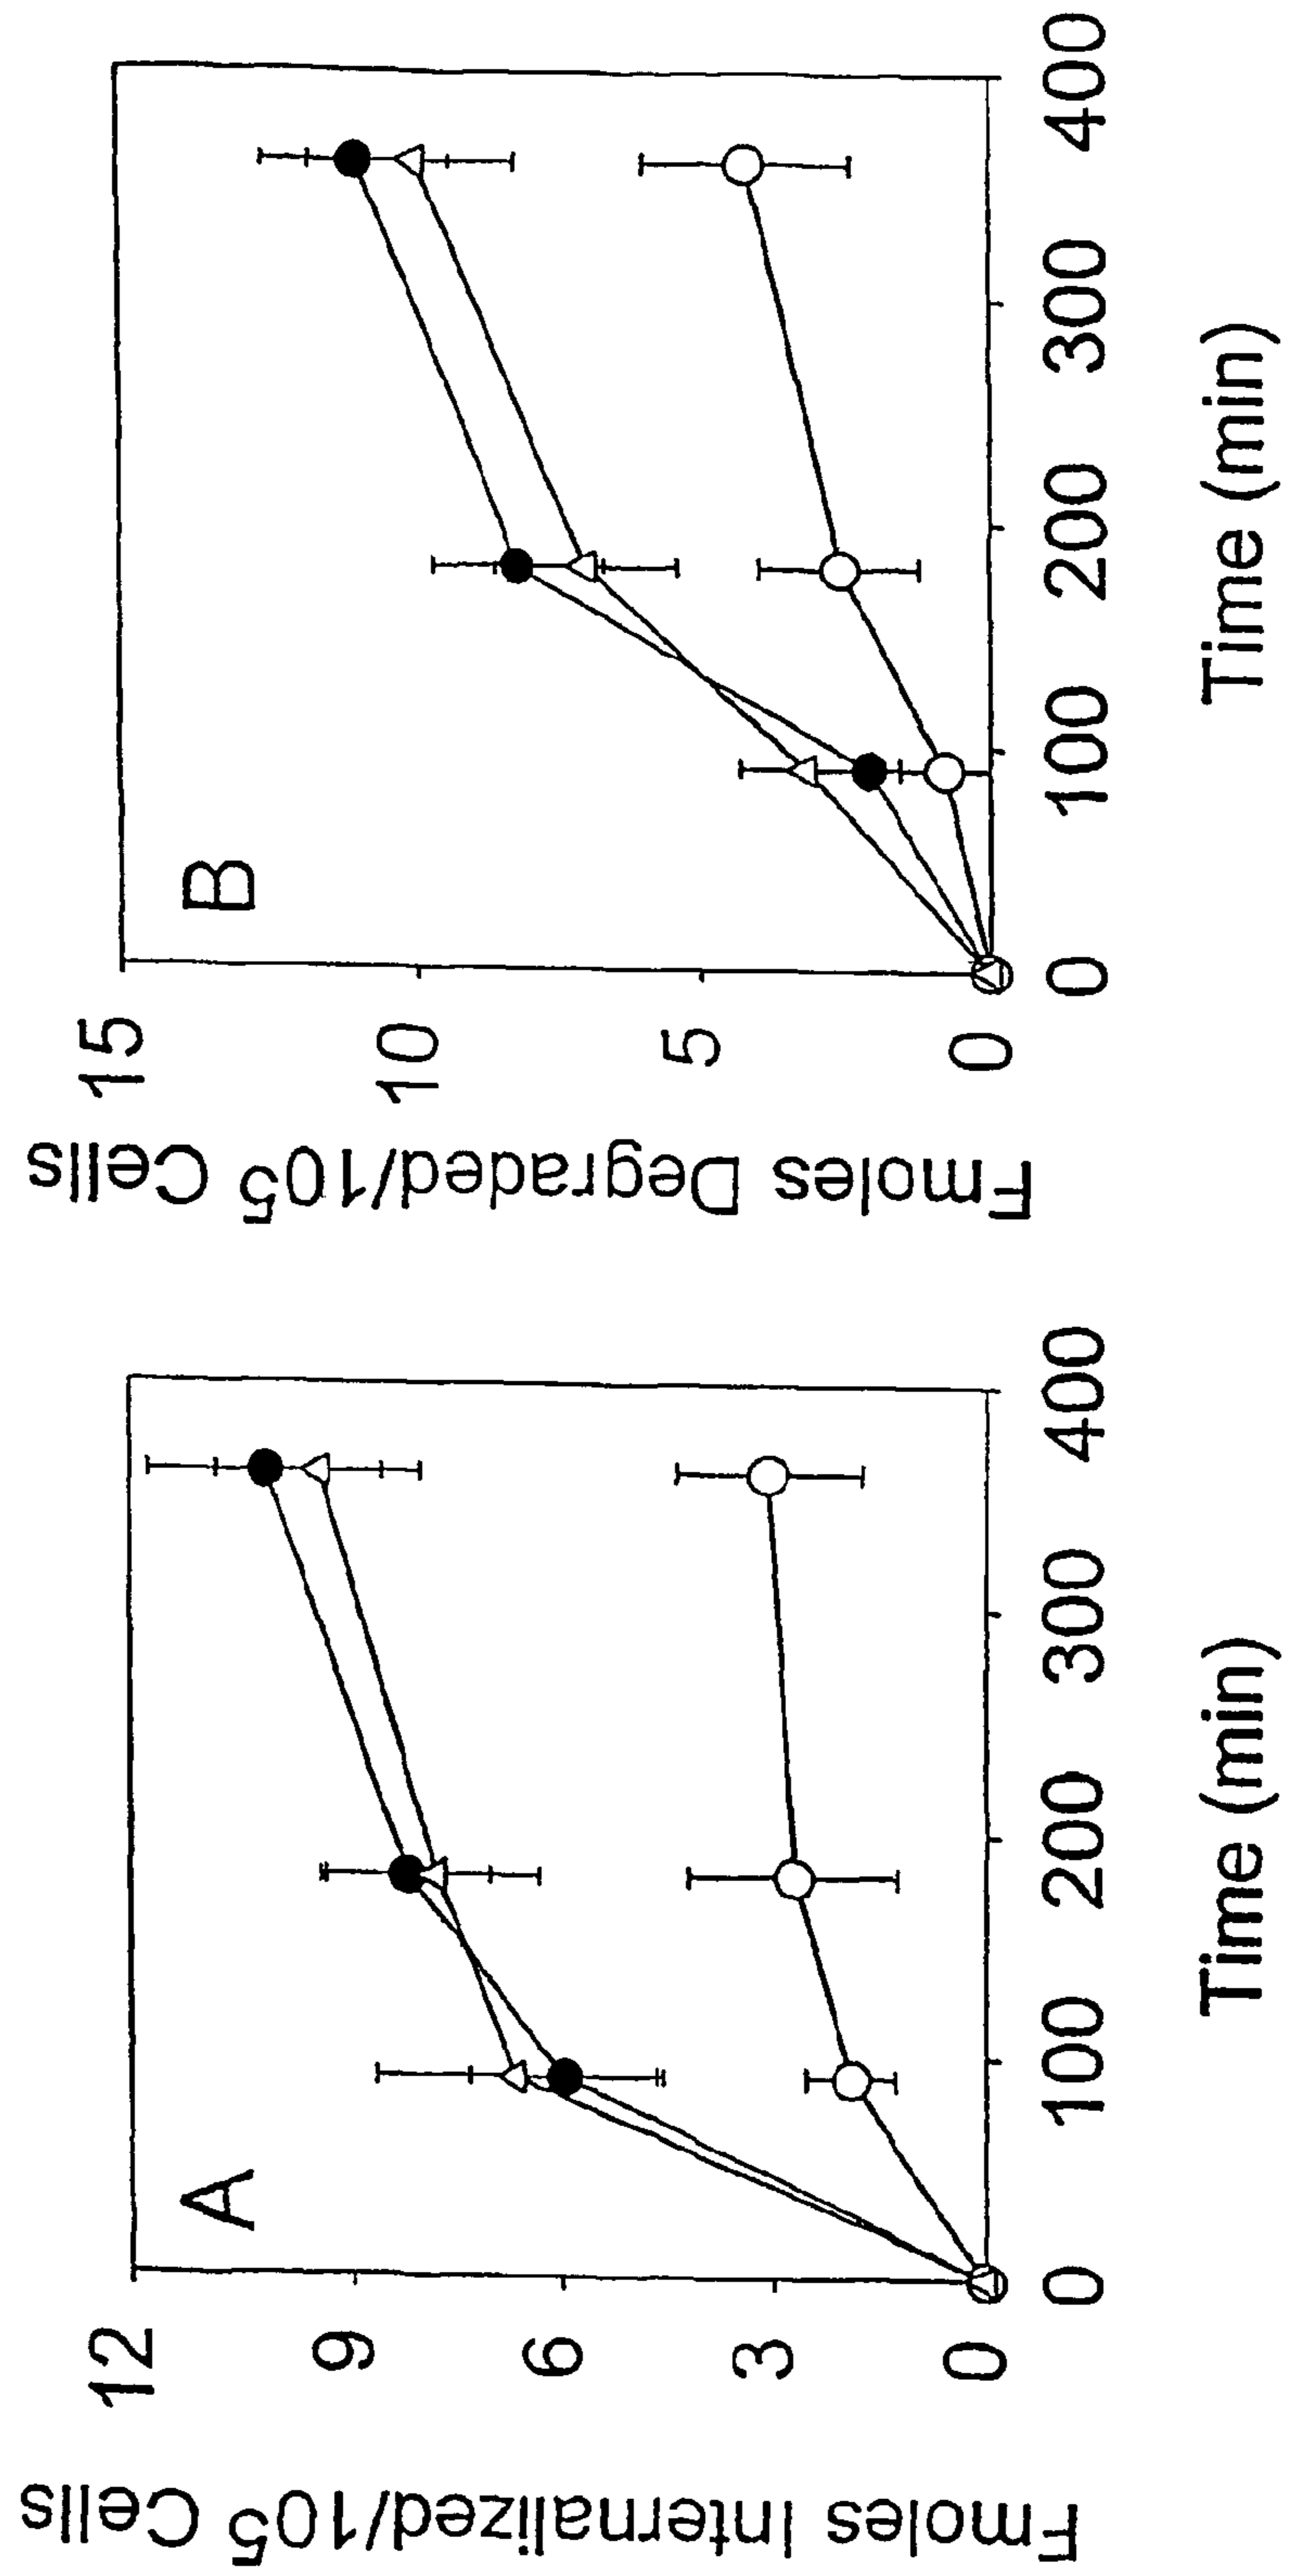 A
Fmoles Internalized/10⁵ Cells
12
9
6
3
0
0 100 200 300 400
Time (min)
B
Fmoles Degraded/10⁵ Cells
15
10
5
0
0 100 200 300 400
Time (min)